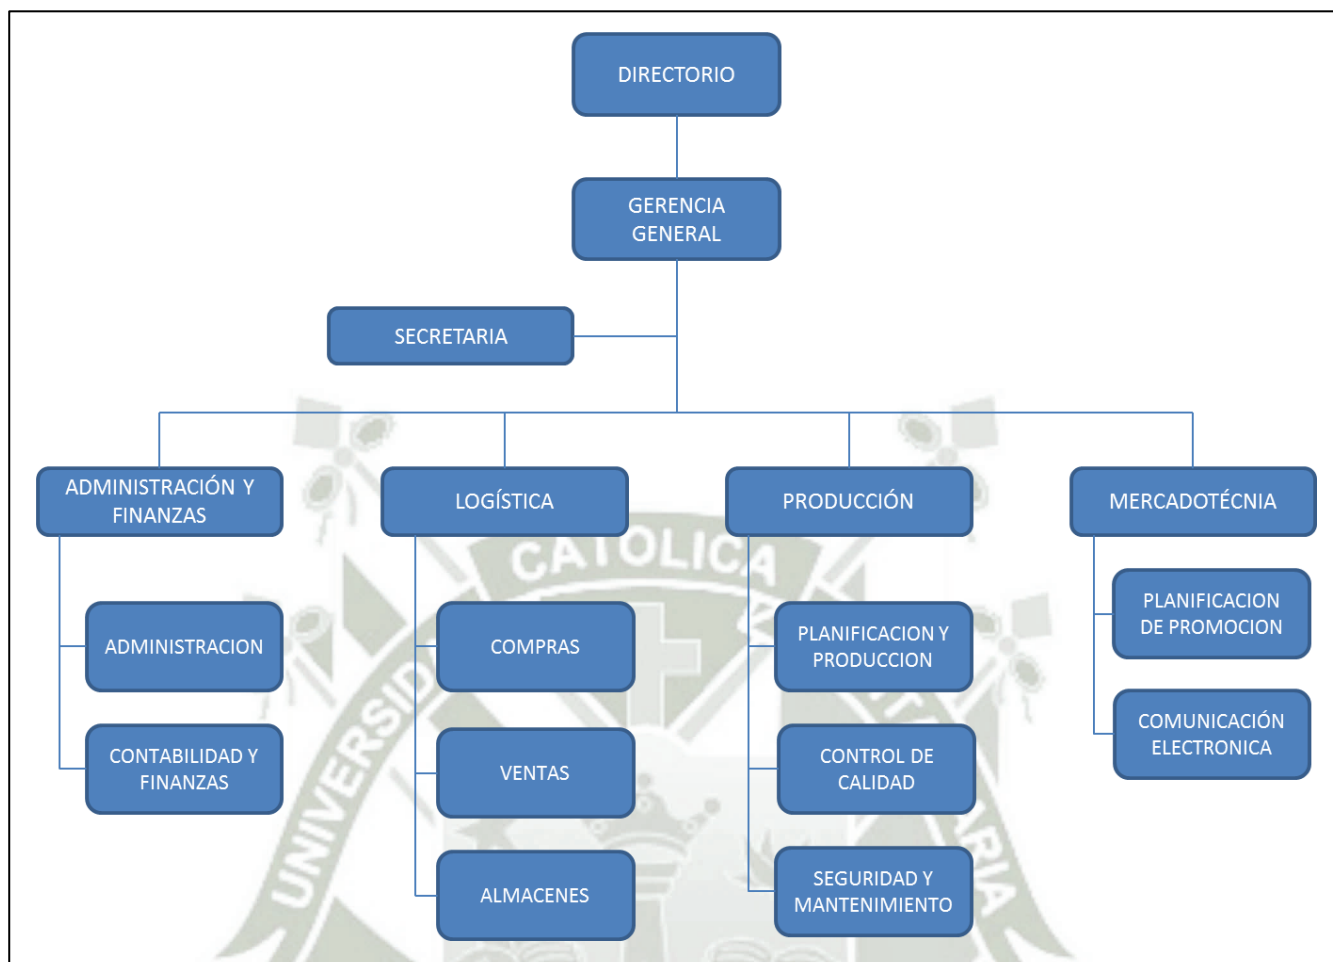 DIRECTORIO
GERENCIA
GENERAL
SECRETARIA
ADMINISTRACIÓN Y
FINANZAS
LOGÍSTICA
PRODUCCIÓN
MERCADOTÉCNIA
ADMINISTRACION
CONTABILIDAD Y
FINANZAS
COMPRAS
VENTAS
ALMACENES
PLANIFICACION Y
PRODUCCION
CONTROL DE
CALIDAD
SEGURIDAD Y
MANTENIMIENTO
PLANIFICACION
DE PROMOCION
COMUNICACIÓN
ELECTRONICA
CATOLICA